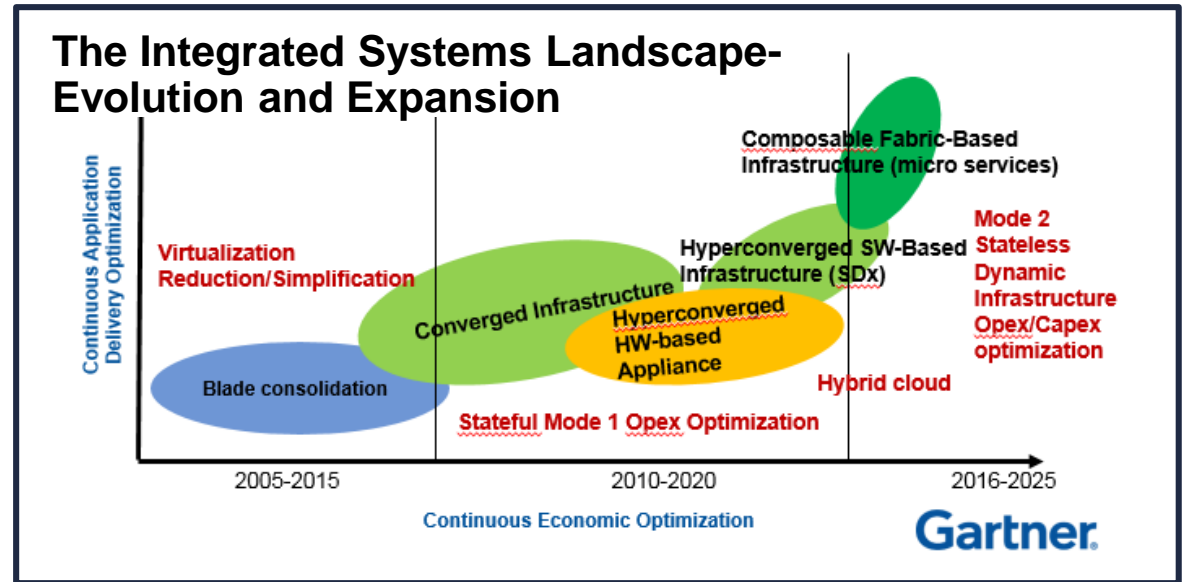 The Integrated Systems Landscape-
Evolution and Expansion
Continuous Application
Delivery Optimization
Virtualization
Reduction/Simplification
Blade consolidation
Converged Infrastructure
Hyperconverged
HW-based
Appliance
Hyperconverged SW-Based
Infrastructure (SDx)
Composable Fabric-Based
Infrastructure (micro services)
Mode 2
Stateless
Dynamic
Infrastructure
Opex/Capex
optimization
Hybrid cloud
Stateful Mode 1 Opex Optimization
2005-2015
2010-2020
2016-2025
Continuous Economic Optimization
Gartner.